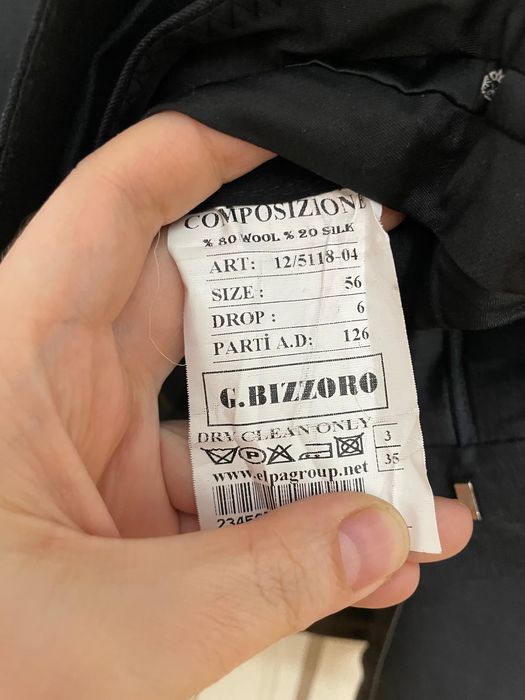 COMPOSIZIONE
% 80 WOOL % 20 SILK
ART: 12/5118-04
SIZE : 56
DROP : 6
PARTİ A.D: 126
G.BIZZORO
DRY CLEAN ONLY
3
P
36
www.elpagroup.net